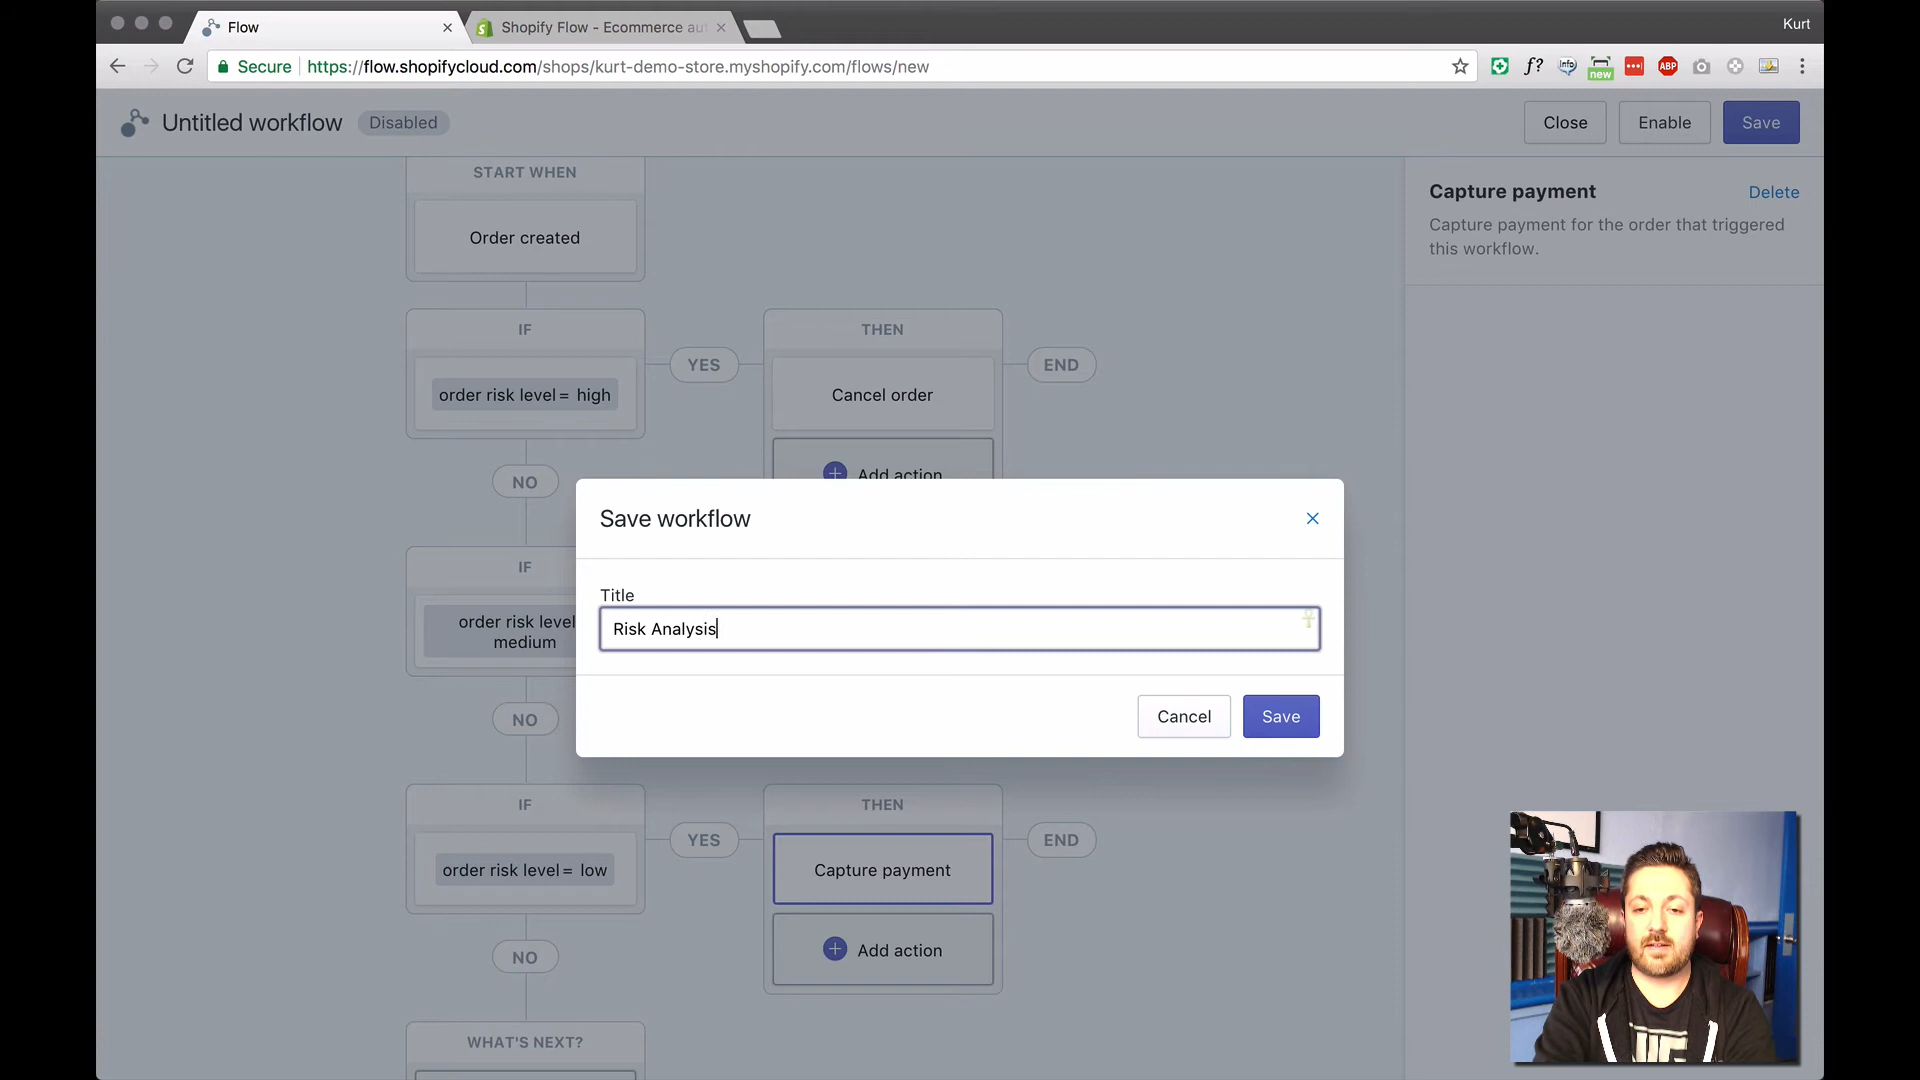 Flow
Shopify Flow - Ecommerce au
Kurt
Secure
https://flow.shopifycloud.com/shops/kurt-demo-store.myshopify.com/flows/new
f?
Info
new
ABP
Untitled workflow
Disabled
Close
Enable
Save
START WHEN
Order created
Capture payment
Delete
Capture payment for the order that triggered
this workflow.
IF
order risk level = high
YES
THEN
Cancel order
END
Add action
NO
Save workflow
Title
Risk Analysis
Cancel
Save
IF
order risk level
medium
NO
IF
order risk level = low
YES
THEN
Capture payment
END
Add action
NO
WHAT'S NEXT?